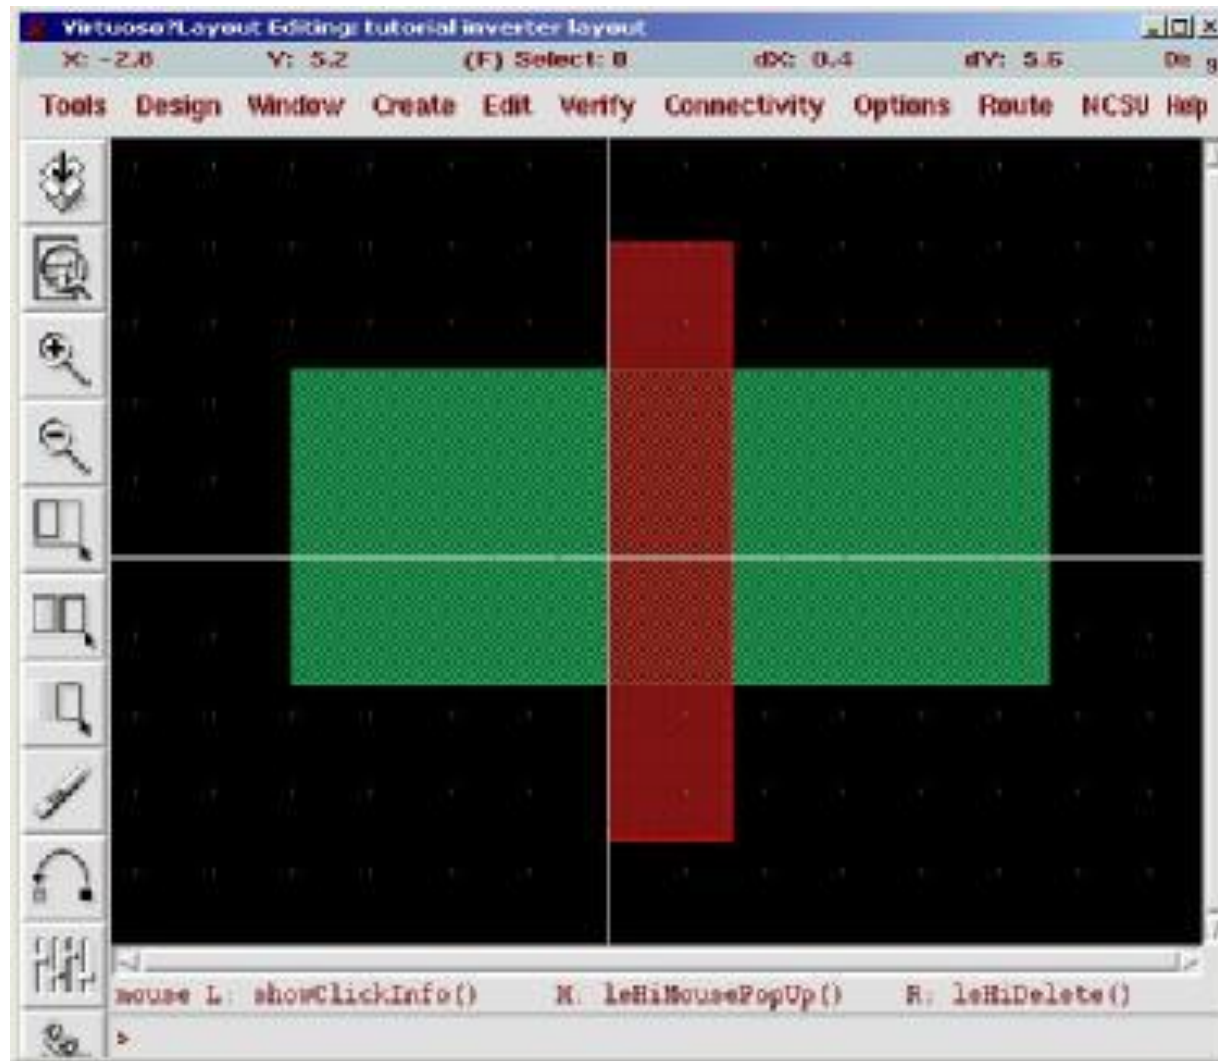 Virtuoso?Layout Editing: tutorial inverter layout
X: -2.8 Y: 5.2 (F) Select: 0 dX: 0.4 dY: 5.6
Tools Design Window Create Edit Verify Connectivity Options Route NCSU Help
mouse L: showClickInfo() M: leHiMousePopUp() R: leHiDelete()
>